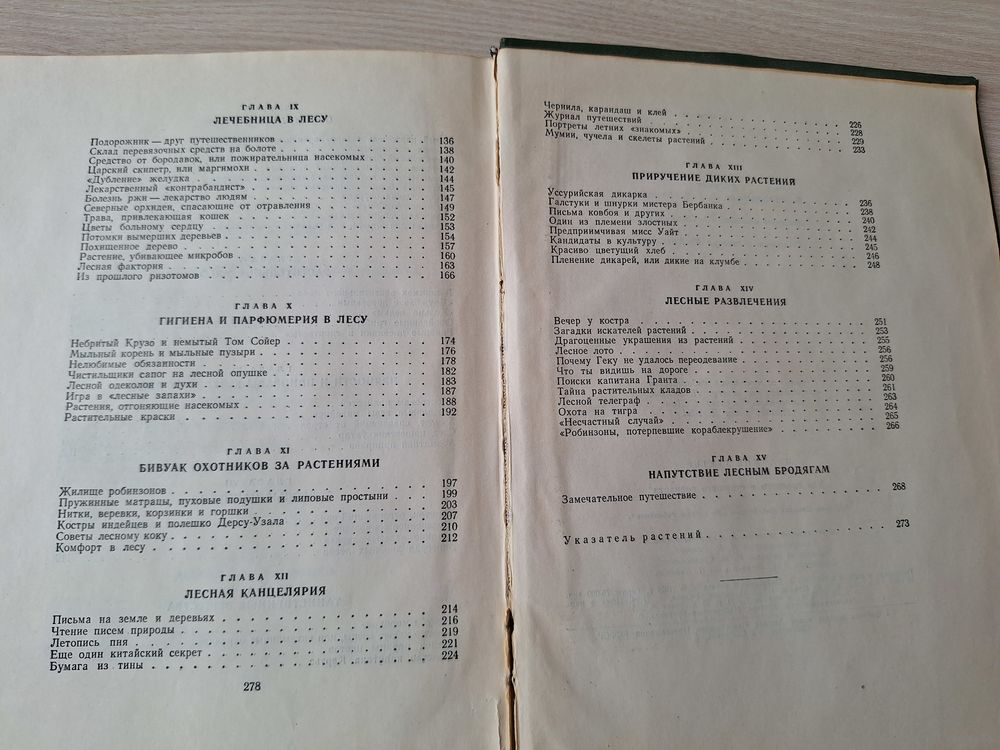 ГЛАВА IX
ЛЕЧЕБНИЦА В ЛЕСУ
Подорожник — друг путешественников 136
Склад перевязочных средств на болоте 138
Средство от бородавок, или пожирательница насекомых 140
Царский скипетр, или маргимохи 142
«Дубление» желудка 144
Лекарственный «контрабандист» 145
Болезнь ржи — лекарство людям 147
Северные орхидеи, спасающие от отравления 149
Трава, привлекающая кошек 152
Цветы больному сердцу 153
Потомки вымерших деревьев 154
Похищенное дерево 157
Растение, убивающее микробов 160
Лесная фактория 163
Из прошлого ризотомов 166
ГЛАВА X
ГИГИЕНА И ПАРФЮМЕРИЯ В ЛЕСУ
Небритый Крузо и немытый Том Сойер 174
Мыльный корень и мыльные пузыри 176
Нелюбимые обязанности 178
Чистильщики сапог на лесной опушке 182
Лесной одеколон и духи 183
Игра в «лесные запахи» 187
Растения, отгоняющие насекомых 188
Растительные краски 192
ГЛАВА XI
БИВУАК ОХОТНИКОВ ЗА РАСТЕНИЯМИ
Жилище робинзонов 197
Пружинные матрацы, пуховые подушки и липовые простыни 199
Нитки, веревки, корзинки и горшки 203
Костры индейцев и полешко Дерсу-Узала 207
Советы лесному коку 210
Комфорт в лесу 212
ГЛАВА XII
ЛЕСНАЯ КАНЦЕЛЯРИЯ
Письма на земле и деревьях 214
Чтение писем природы 216
Летопись пня 219
Еще один китайский секрет 221
Бумага из тины 224
278
Чернила, карандаш и клей 226
Журнал путешествий 228
Портреты летних «знакомых» 229
Мумии, чучела и скелеты растений 233
ГЛАВА XIII
ПРИРУЧЕНИЕ ДИКИХ РАСТЕНИЙ
Уссурийская дикарка 236
Галстуки и шнурки мистера Бербанка 238
Письма ковбоя и других 240
Один из племени злостных 242
Предприимчивая мисс Уайт 244
Кандидаты в культуру 245
Красиво цветущий хлеб 246
Пленение дикарей, или дикие на клумбе 248
ГЛАВА XIV
ЛЕСНЫЕ РАЗВЛЕЧЕНИЯ
Вечер у костра 251
Загадки искателей растений 253
Драгоценные украшения из растений 255
Лесное лото 256
Почему Геку не удалось переодевание 256
Что ты видишь на дороге 259
Поиски капитана Гранта 260
Тайна растительных кладов 261
Лесной телеграф 263
Охота на тигра 264
«Несчастный случай» 265
«Робинзоны, потерпевшие кораблекрушение» 266
ГЛАВА XV
НАПУТСТВИЕ ЛЕСНЫМ БРОДЯГАМ
Замечательное путешествие 268
Указатель растений 273